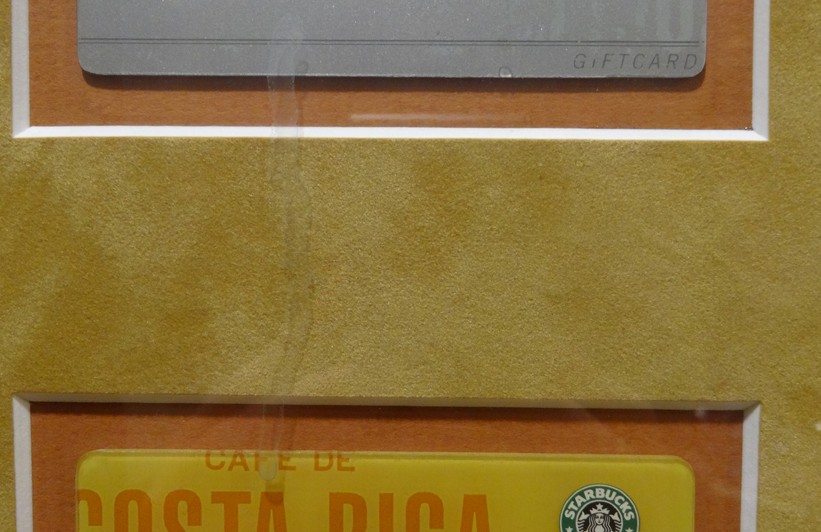 GiFTCARD
CAFE DE
COSTA RICA
STARBUCKS